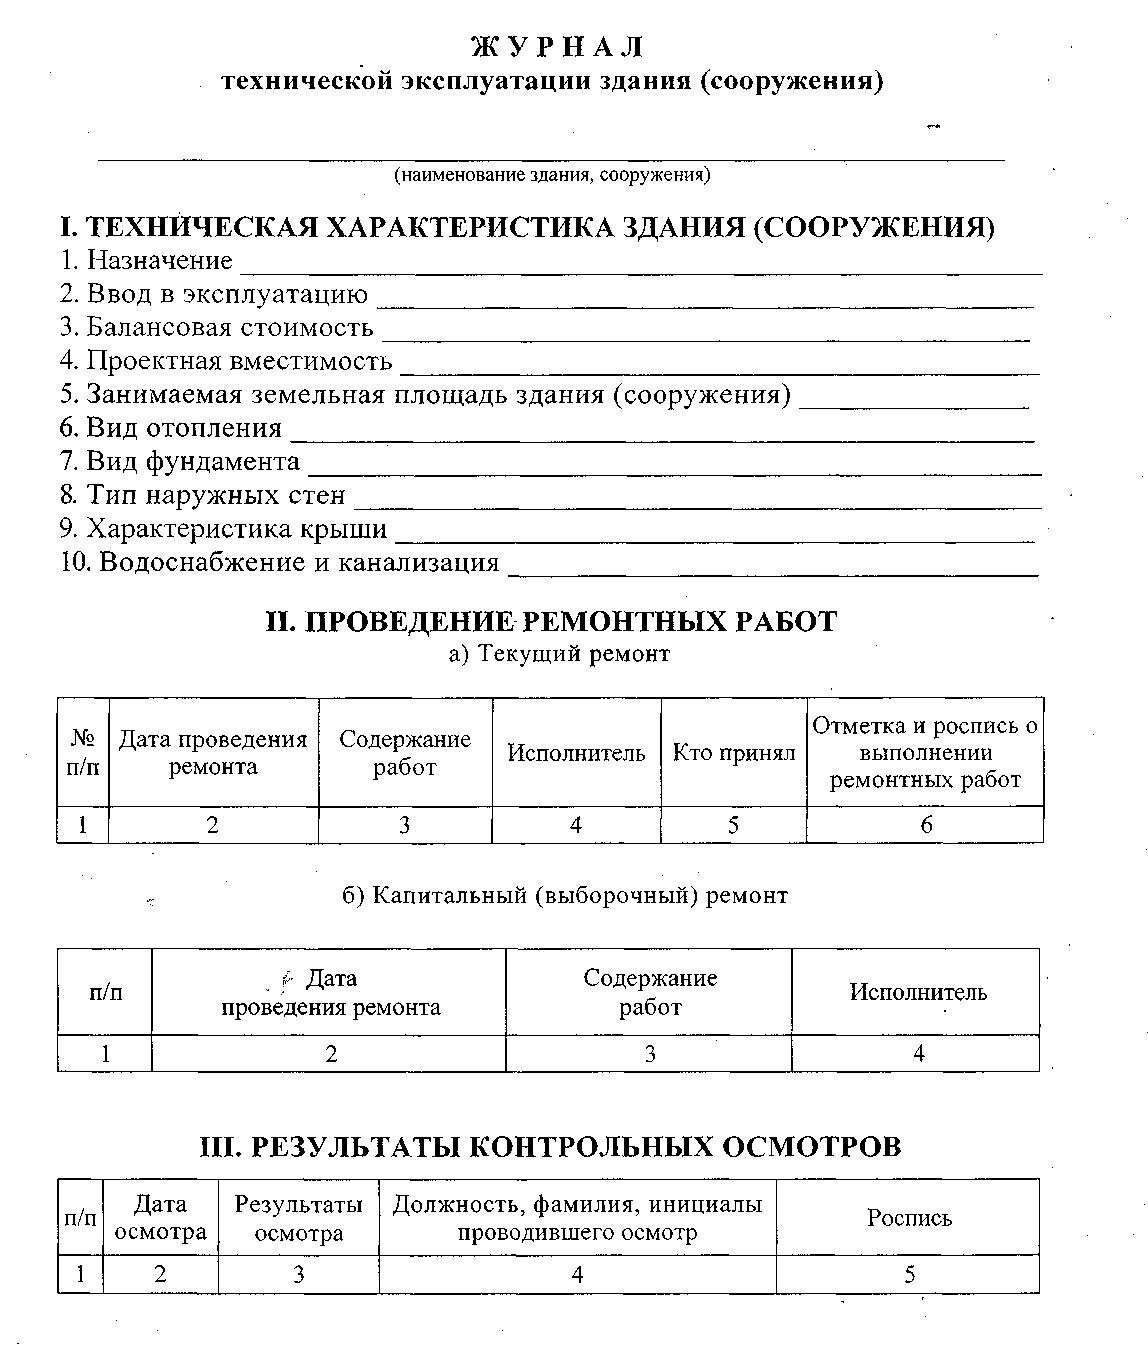 Ж У Р Н А Л
технической эксплуатации здания (сооружения)
(наименование здания, сооружения)
I. ТЕХНИЧЕСКАЯ ХАРАКТЕРИСТИКА ЗДАНИЯ (СООРУЖЕНИЯ)
1. Назначение
2. Ввод в эксплуатацию
3. Балансовая стоимость
4. Проектная вместимость
5. Занимаемая земельная площадь здания (сооружения)
6. Вид отопления
7. Вид фундамента
8. Тип наружных стен
9. Характеристика крыши
10. Водоснабжение и канализация
II. ПРОВЕДЕНИЕ РЕМОНТНЫХ РАБОТ
а) Текущий ремонт
№
п/п
Дата проведения
ремонта
Содержание
работ
Исполнитель
Кто принял
Отметка и роспись о
выполнении
ремонтных работ
1 2 3 4 5 6
б) Капитальный (выборочный) ремонт
п/п
Дата
проведения ремонта
Содержание
работ
Исполнитель
1 2 3 4
III. РЕЗУЛЬТАТЫ КОНТРОЛЬНЫХ ОСМОТРОВ
п/п
Дата
осмотра
Результаты
осмотра
Должность, фамилия, инициалы
проводившего осмотр
Роспись
1 2 3 4 5